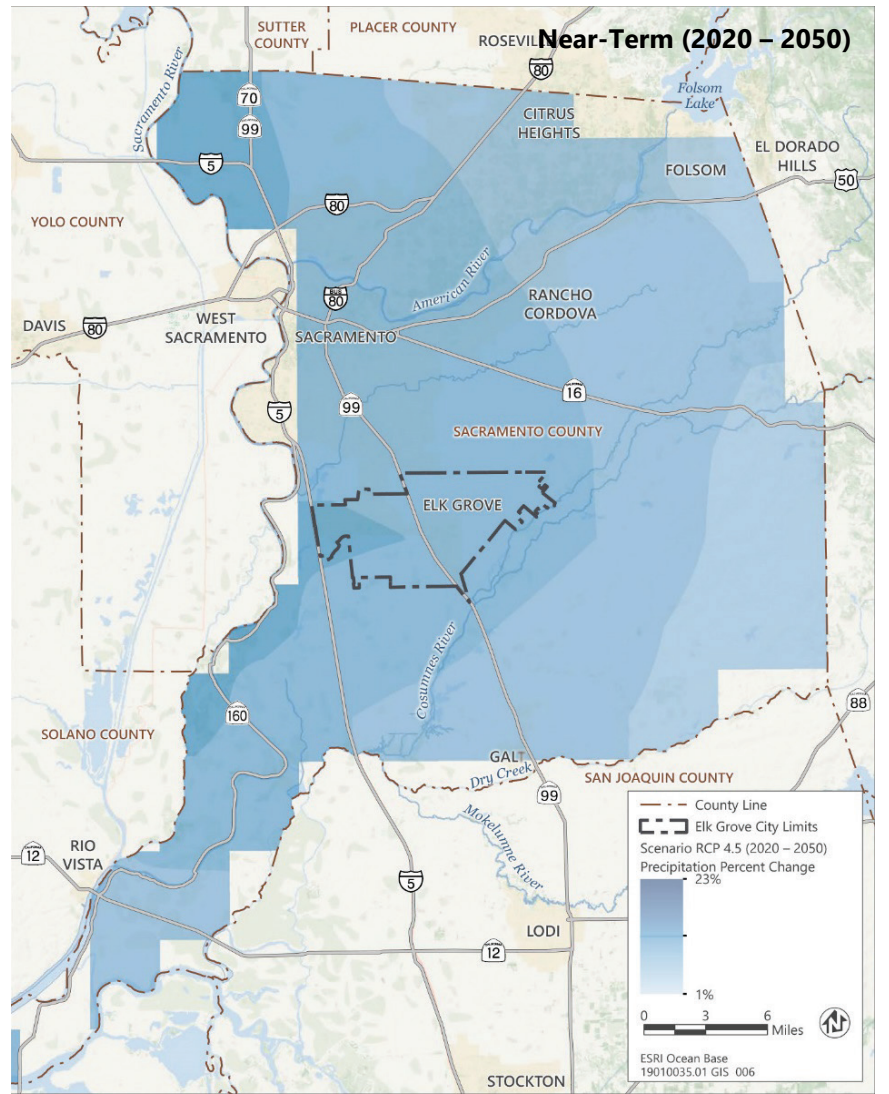 Near-Term (2020 – 2050)
SUTTER
COUNTY
PLACER COUNTY
ROSEVILLE
80
Sacramento River
70
99
Folsom
Lake
CITRUS
HEIGHTS
5
FOLSOM
EL DORADO
HILLS
50
80
YOLO COUNTY
American River
BUS
80
RANCHO
CORDOVA
DAVIS
80
WEST
SACRAMENTO
SACRAMENTO
16
99
5
SACRAMENTO COUNTY
ELK GROVE
Cosumnes River
160
88
SOLANO COUNTY
GALT
Dry Creek
SAN JOAQUIN COUNTY
99
Mokelumne River
RIO
VISTA
12
5
LODI
12
STOCKTON
County Line
Elk Grove City Limits
Scenario RCP 4.5 (2020 – 2050)
Precipitation Percent Change
23%
1%
0 3 6
Miles
N
ESRI Ocean Base
19010035.01 GIS 006